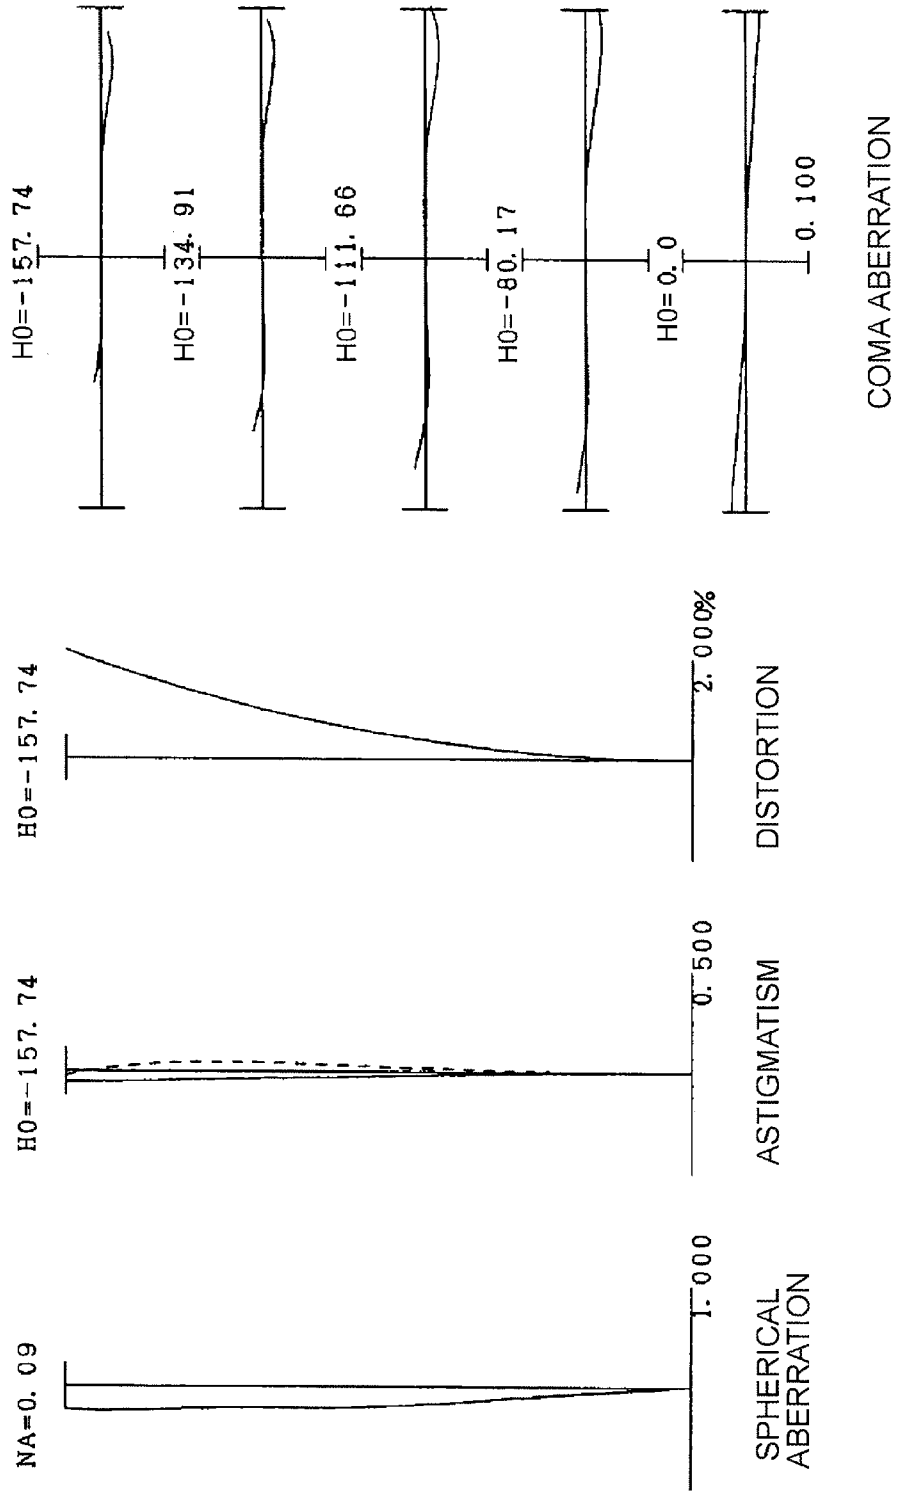 NA=0. 09
1. 000
SPHERICAL
ABERRATION
H0=-157. 74
0. 500
ASTIGMATISM
H0=-157. 74
2. 000%
DISTORTION
H0=-157. 74
H0=-134. 91
H0=-111. 66
H0=-80. 17
H0=0. 0
0. 100
COMA ABERRATION